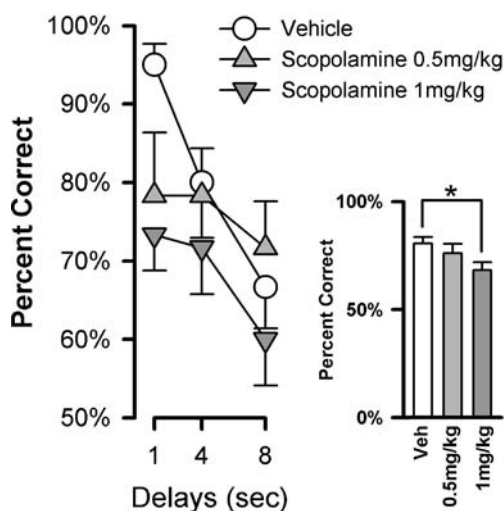 Vehicle
Scopolamine 0.5mg/kg
Scopolamine 1mg/kg
Percent Correct
100%
90%
80%
70%
60%
50%
1 4 8
Delays (sec)
Percent Correct
100%
50%
0%
*
Veh
0.5mg/kg
1mg/kg